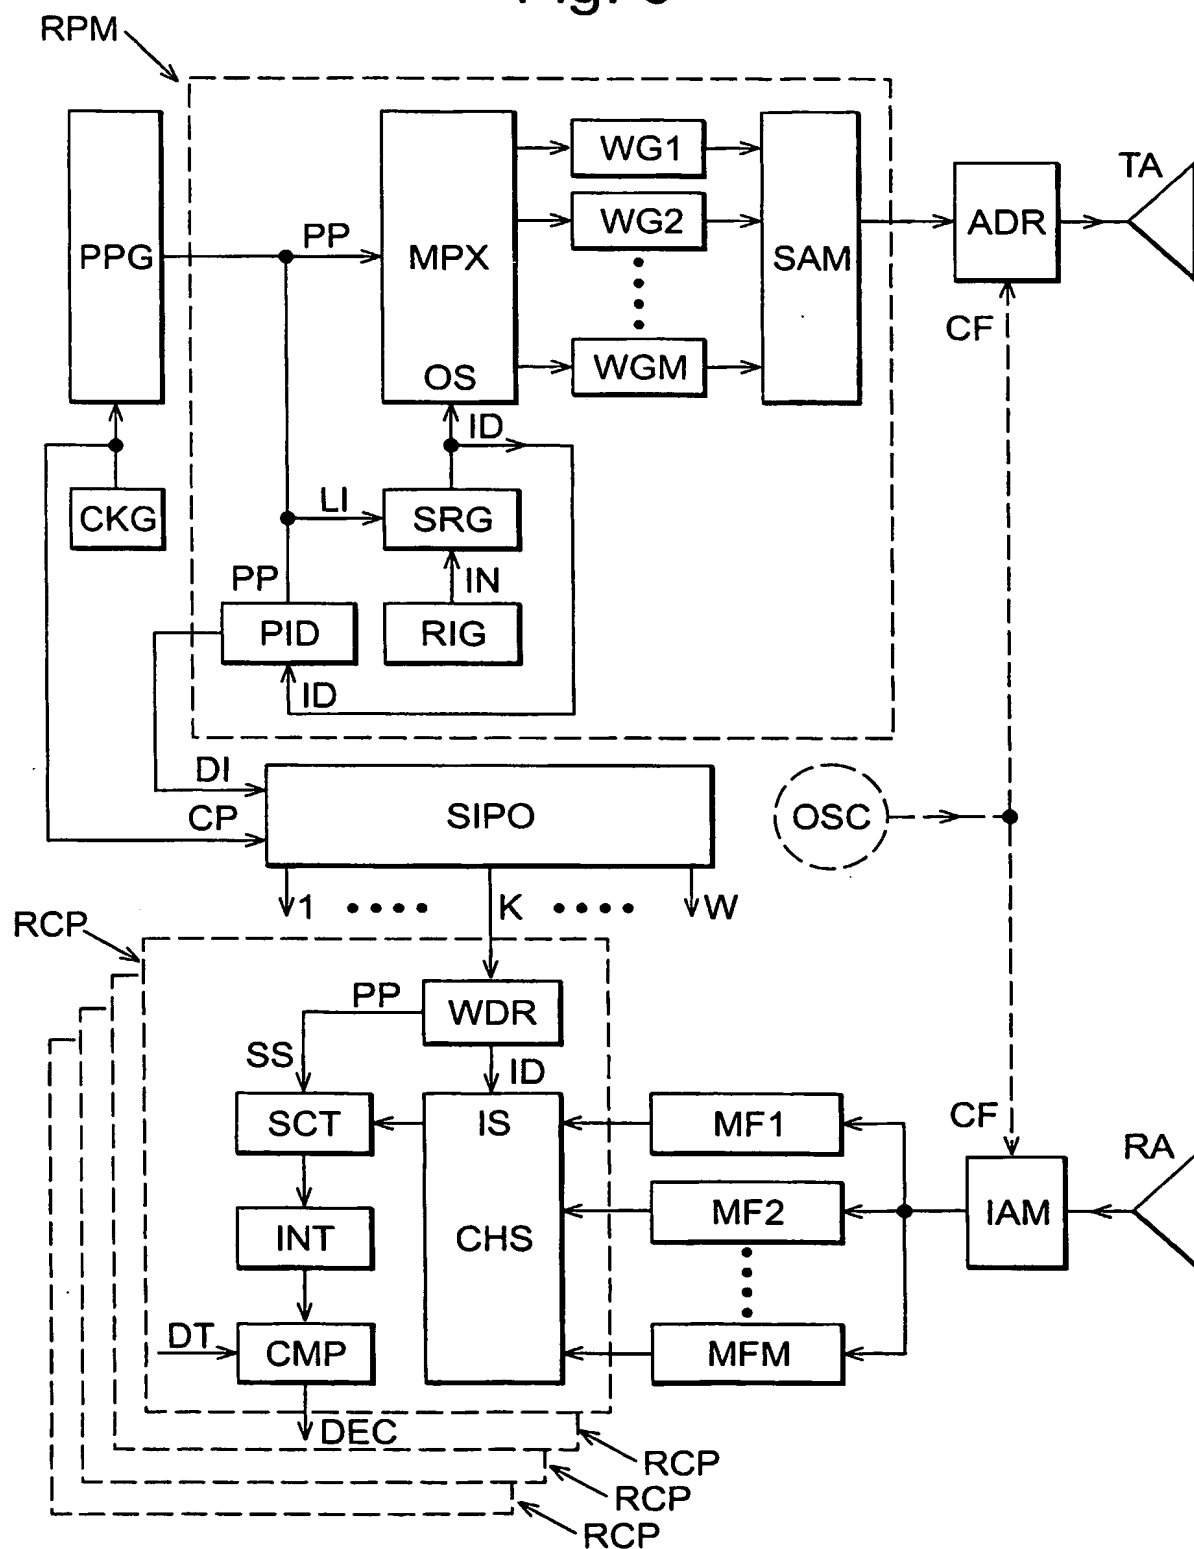 RPM
PPG
PP
MPX
OS
WG1
WG2
WGM
SAM
ADR
TA
CF
ID
CKG
LI
SRG
PP
IN
PID
RIG
ID
DI
CP
SIPO
OSC
1
K
W
RCP
WDR
PP
SS
ID
SCT
IS
MF1
CF
RA
INT
CHS
MF2
IAM
DT
CMP
MFM
DEC
RCP
RCP
RCP